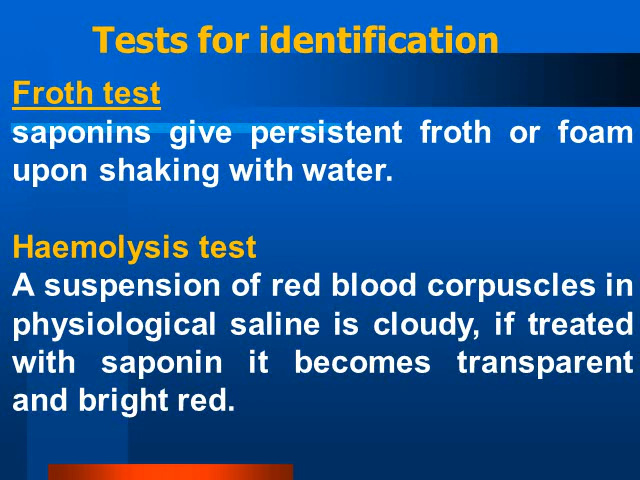 Tests for identification
Froth test
saponins give persistent froth or foam
upon shaking with water.
Haemolysis test
A suspension of red blood corpuscles in
physiological saline is cloudy, if treated
with saponin it becomes transparent
and bright red.